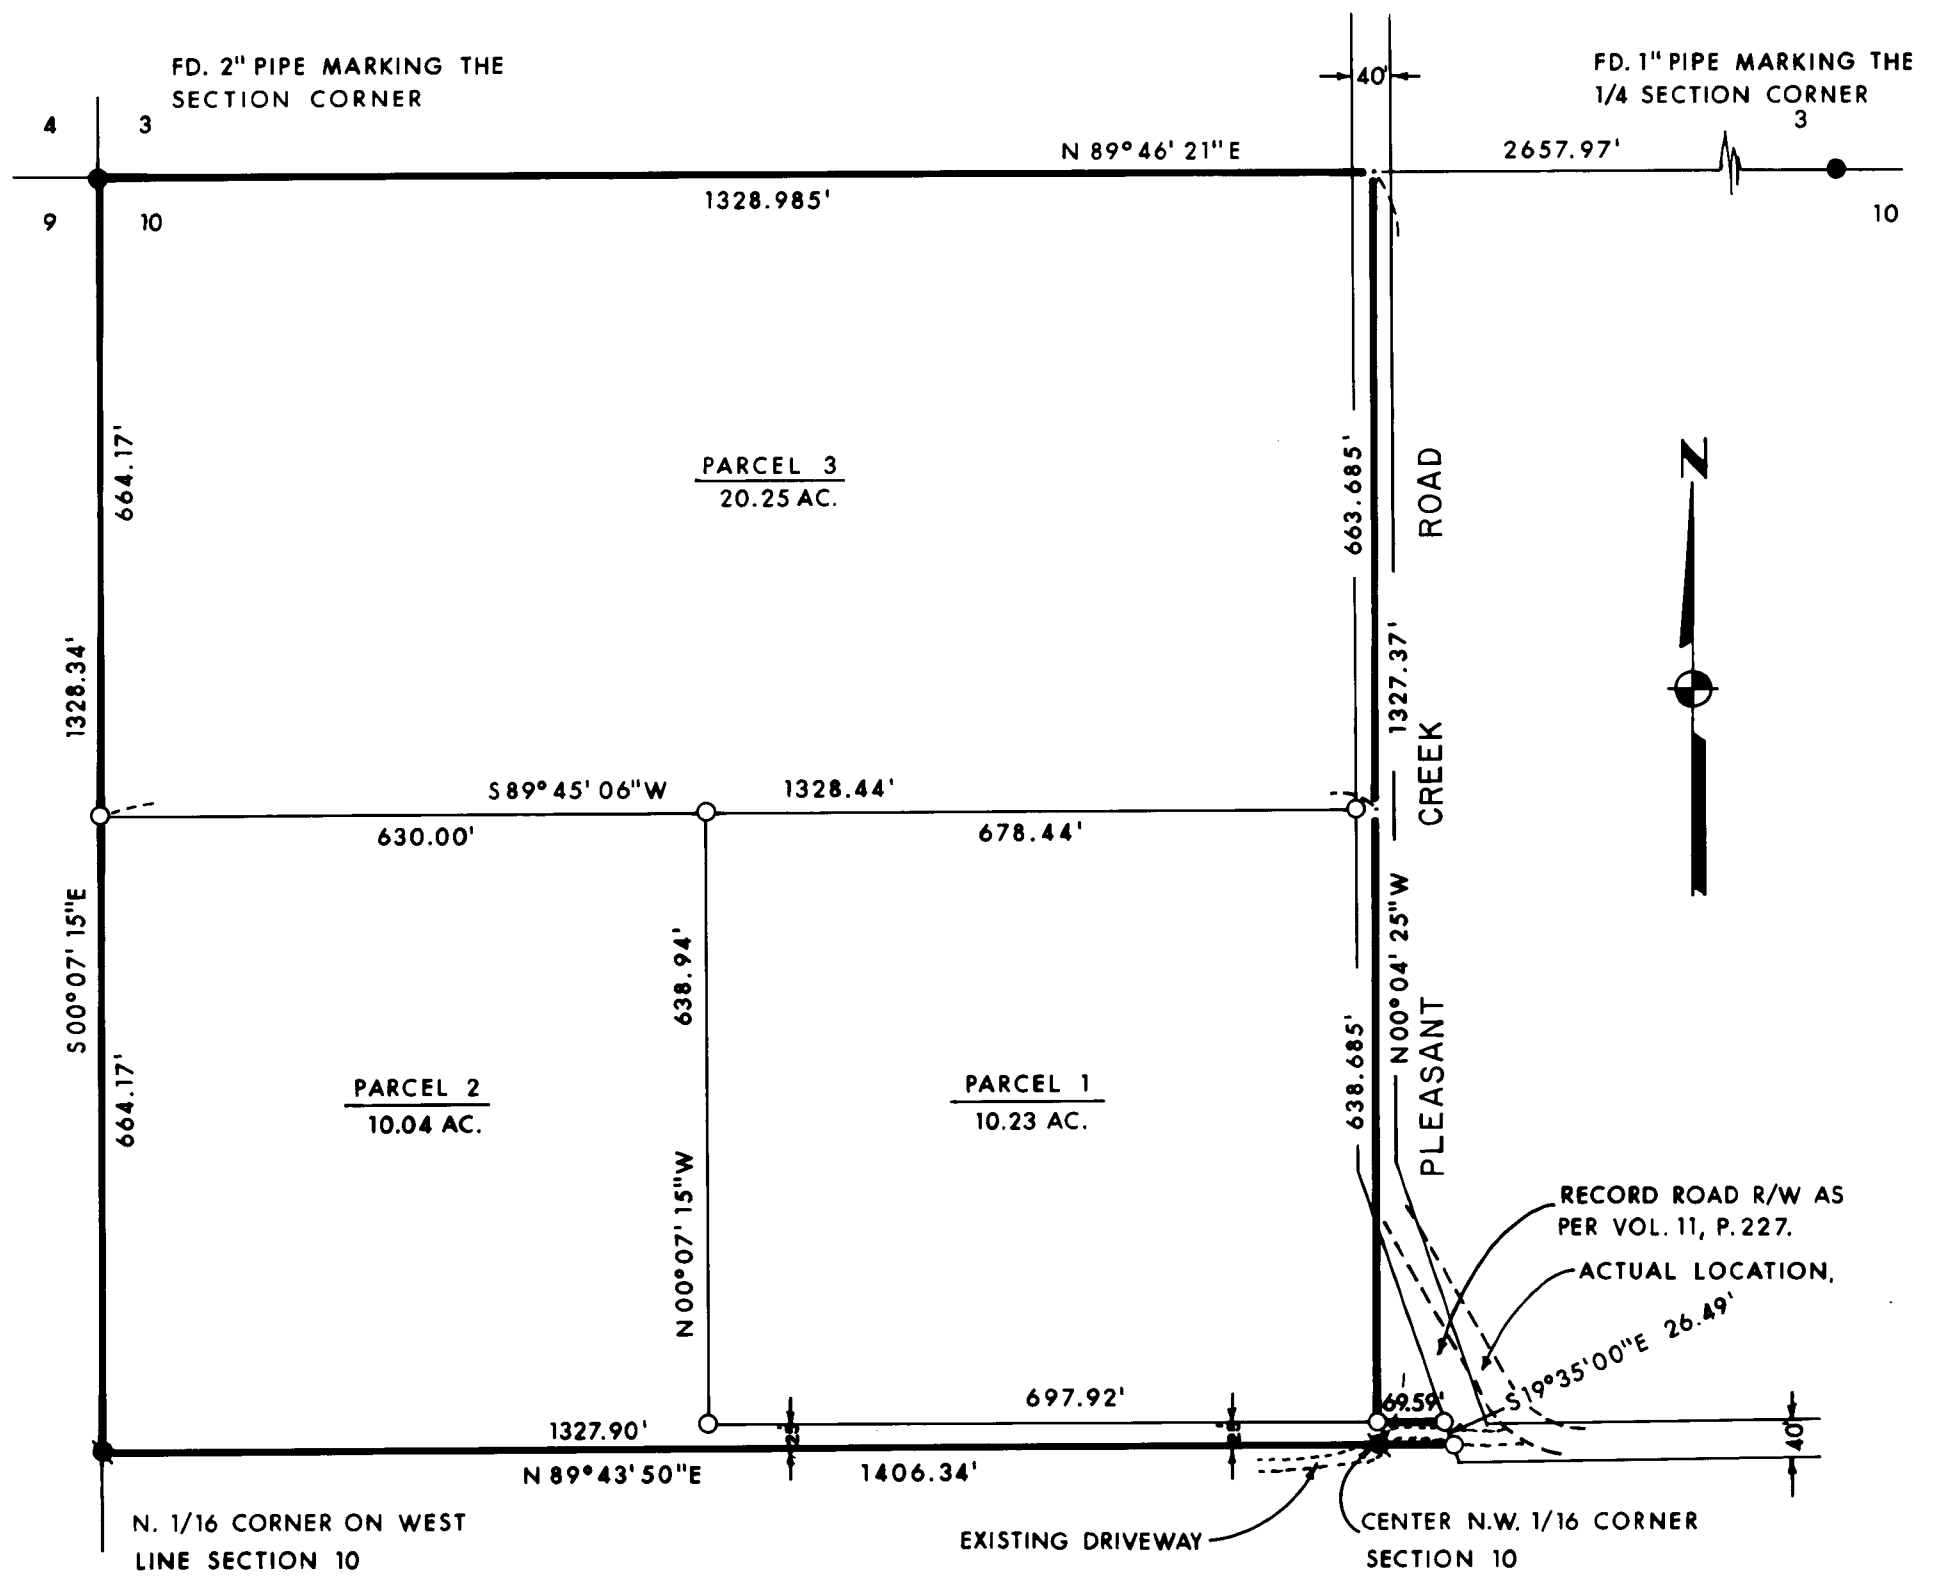 FD. 2" PIPE MARKING THE
SECTION CORNER
FD. 1" PIPE MARKING THE
1/4 SECTION CORNER
40'
4
3
3
N 89° 46' 21" E
2657.97'
1328.985'
9
10
10
664.17'
663.685'
ROAD
N
PARCEL 3
20.25 AC.
1328.34'
1327.37'
CREEK
S 89° 45' 06" W
1328.44'
630.00'
678.44'
S 00° 07' 15" E
638.94'
N 00° 04' 25" W
638.685'
PLEASANT
664.17'
PARCEL 2
10.04 AC.
PARCEL 1
10.23 AC.
N 00° 07' 15" W
RECORD ROAD R/W AS
PER VOL. 11, P. 227.
ACTUAL LOCATION,
S 19° 35' 00" E 26.49'
697.92'
69.59'
1327.90'
25'
25'
40'
N 89° 43' 50" E
1406.34'
N. 1/16 CORNER ON WEST
LINE SECTION 10
EXISTING DRIVEWAY
CENTER N.W. 1/16 CORNER
SECTION 10